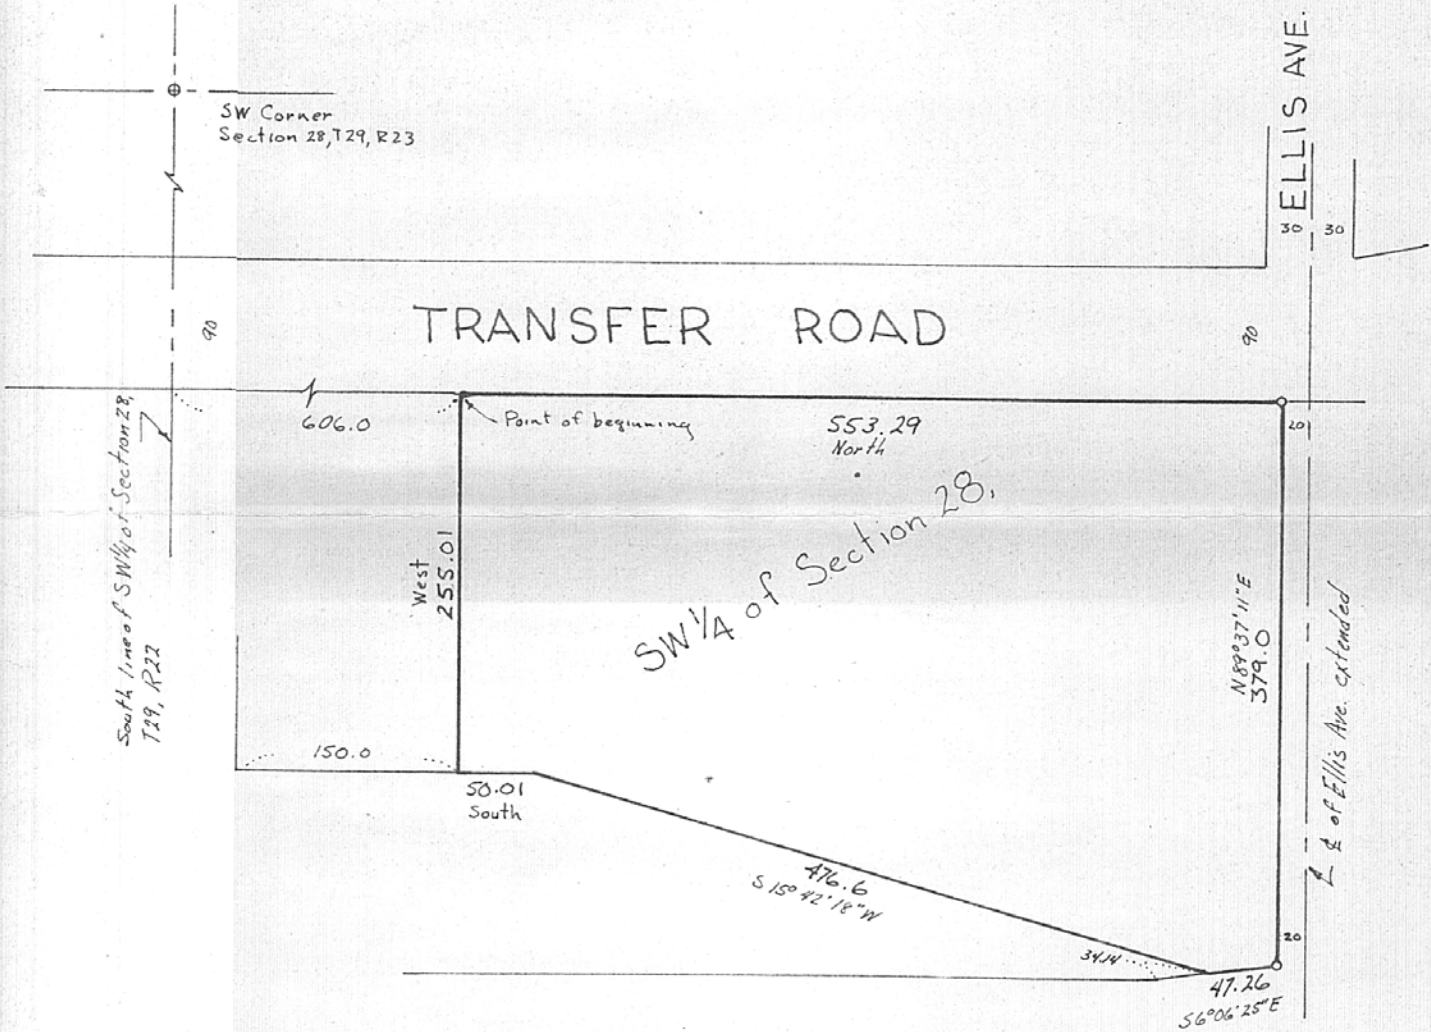 ELLIS AVE.
SW Corner
Section 28, T29, R23
30
30
TRANSFER ROAD
90
90
606.0
Point of beginning
553.29
North
20
South line of SW¼ of Section 28,
T29, R22
West
255.01
SW 1/4 of Section 28.
N89°37'11"E
379.0
℄ of Ellis Ave. extended
150.0
50.01
South
476.6
S 15° 42' 18" W
34.14
20
47.26
S6°06'25"E